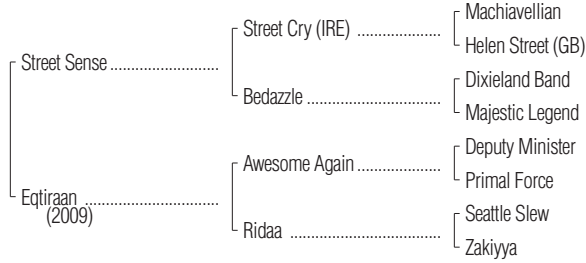 Machiavellian
Street Cry (IRE) ....................
Helen Street (GB)
Street Sense ..........................
Dixieland Band
Bedazzle .................................
Majestic Legend
Deputy Minister
Awesome Again ....................
Primal Force
Eqtiraan ................................
(2009)
Seattle Slew
Ridaa .....................................
Zakiyya